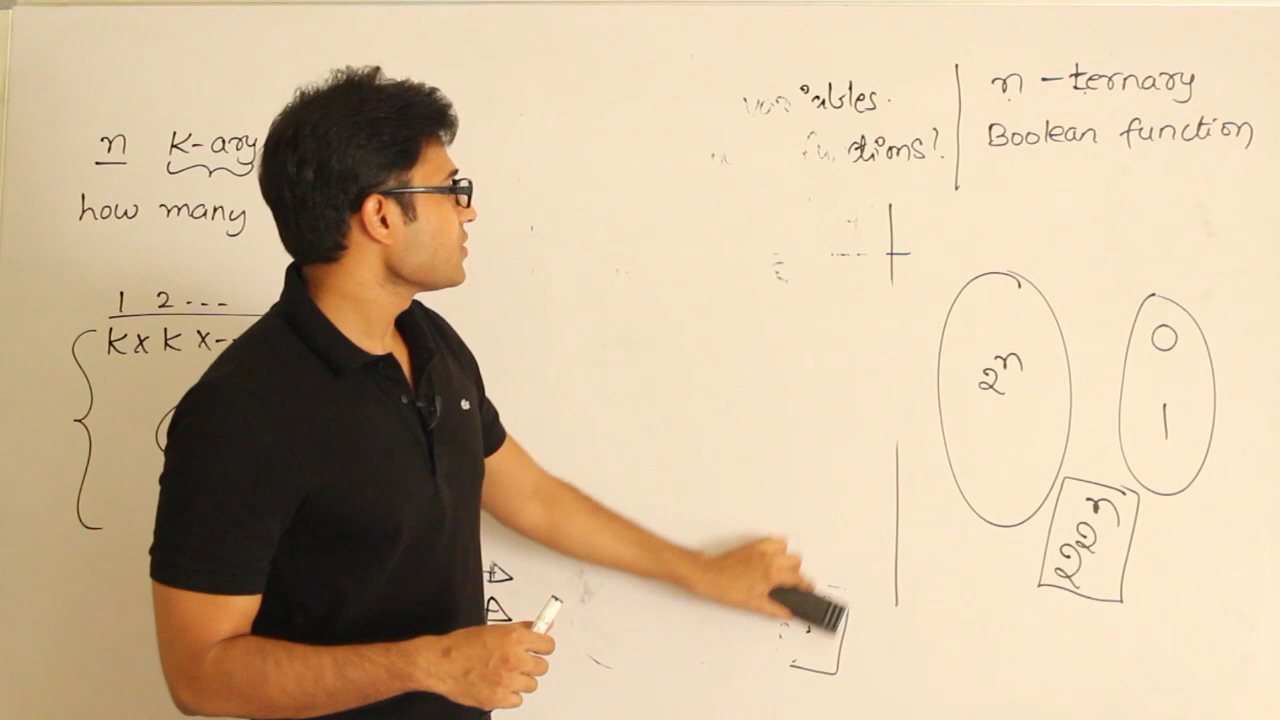 n K-ary
how many
1 2 ...
K x K x --
variables.
functions?
n - ternary
Boolean function
2^n
0
1
2^2^n